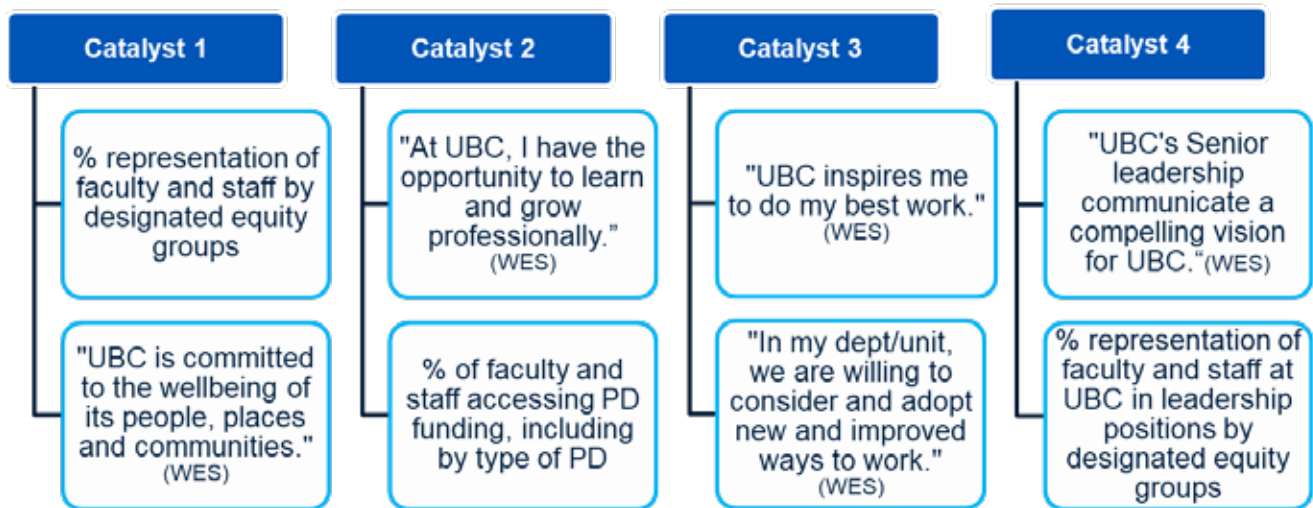 Catalyst 1
% representation of
faculty and staff by
designated equity
groups
"UBC is committed
to the wellbeing of
its people, places
and communities."
(WES)
Catalyst 2
"At UBC, I have the
opportunity to learn
and grow
professionally.”
(WES)
% of faculty and
staff accessing PD
funding, including
by type of PD
Catalyst 3
"UBC inspires me
to do my best work."
(WES)
"In my dept/unit,
we are willing to
consider and adopt
new and improved
ways to work."
(WES)
Catalyst 4
"UBC's Senior
leadership
communicate a
compelling vision
for UBC.“(WES)
% representation of
faculty and staff at
UBC in leadership
positions by
designated equity
groups